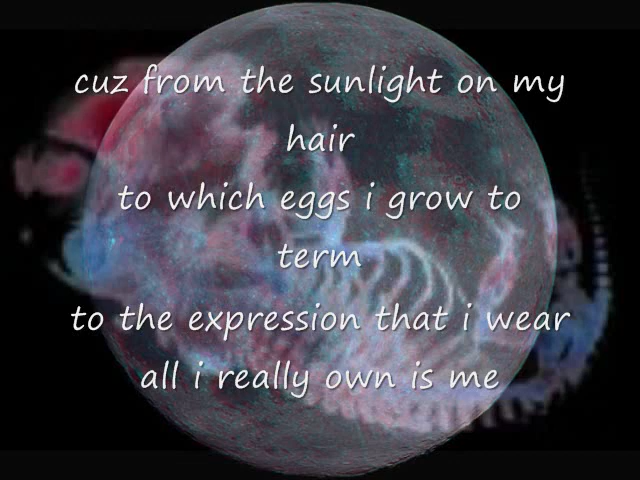 cuz from the sunlight on my
hair
to which eggs i grow to
term
to the expression that i wear
all i really own is me